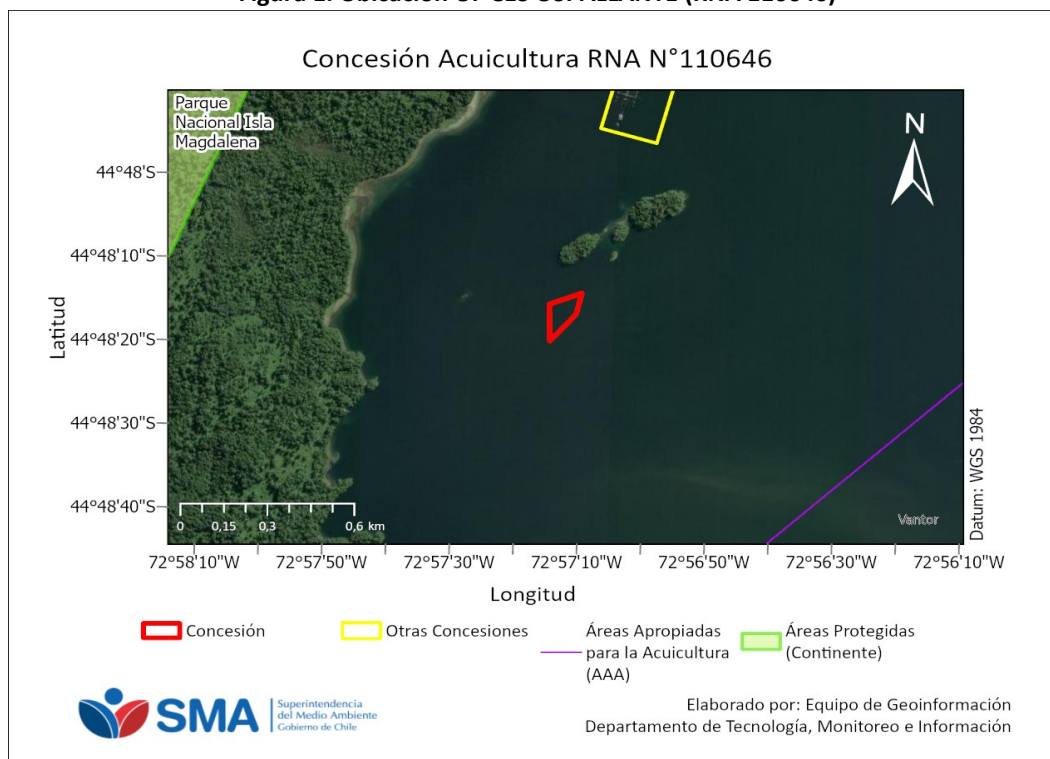 Concesión Acuicultura RNA N°110646
Parque
Nacional Isla
Magdalena
N
44°48'S
44°48'10"S
44°48'20"S
44°48'30"S
44°48'40"S
Latitud
Datum: WGS 1984
0 0,15 0,3 0,6 km
Vantor
72°58'10"W 72°57'50"W 72°57'30"W 72°57'10"W 72°56'50"W 72°56'30"W 72°56'10"W
Longitud
Concesión
Otras Concesiones
Áreas Apropiadas
para la Acuicultura
(AAA)
Áreas Protegidas
(Continente)
SMA
Superintendencia
del Medio Ambiente
Gobierno de Chile
Elaborado por: Equipo de Geoinformación
Departamento de Tecnología, Monitoreo e Información